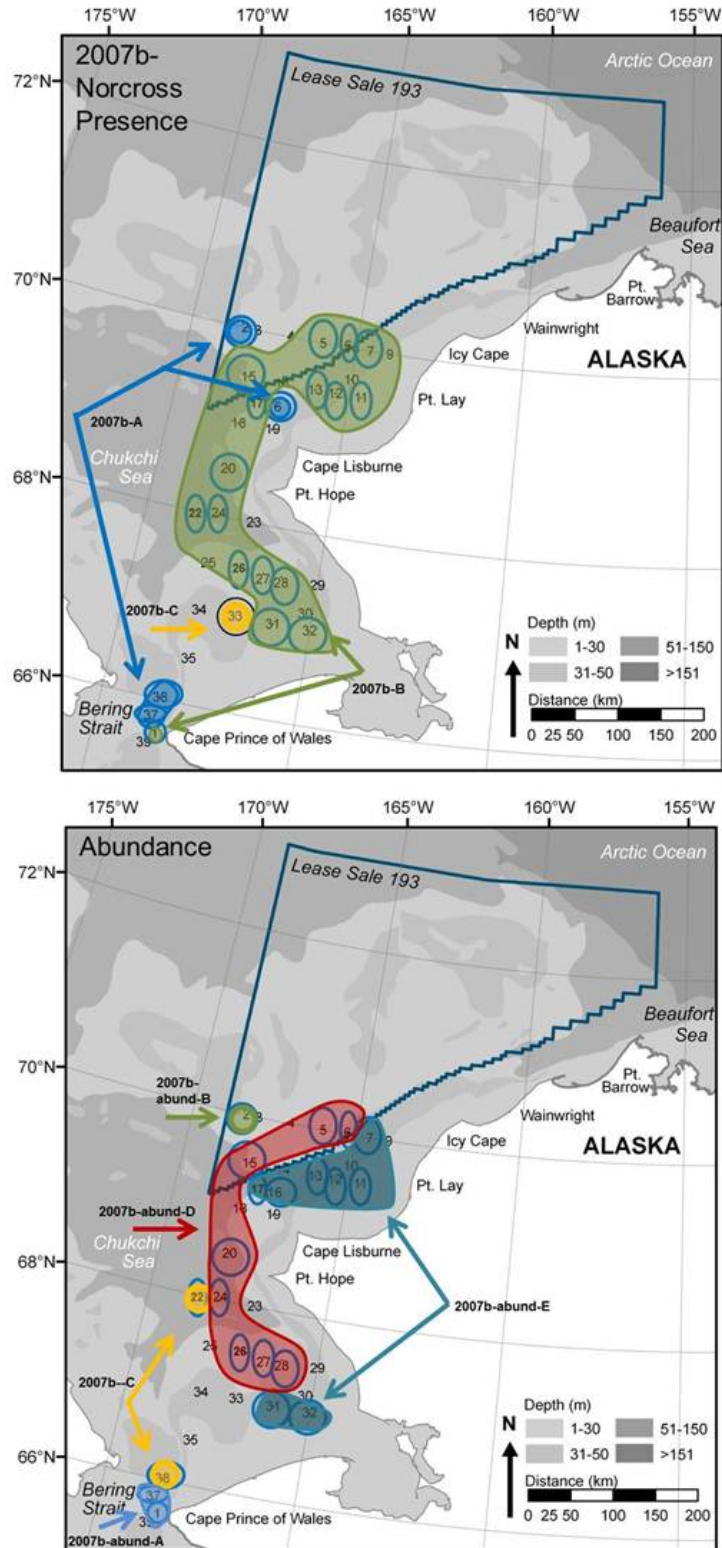 175°W 170°W 165°W 160°W 155°W
2007b-
Norcross
Presence
Lease Sale 193
Arctic Ocean
72°N
Beaufort
Sea
Pt.
Barrow
70°N
Wainwright
Icy Cape
ALASKA
5 6 7 9
15 13 12 10 11
17
18 19
Pt. Lay
2007b-A
Chukchi
Sea
Cape Lisburne
20
68°N
Pt. Hope
22 24 23
25 26 27 28 29
2007b-C
34 33 30
31 32
35
66°N
2007b-B
Bering
Strait
38
37
39
Cape Prince of Wales
N
Depth (m)
1-30 51-150
31-50 >151
Distance (km)
0 25 50 100 150 200
175°W 170°W 165°W 160°W 155°W
Abundance
Lease Sale 193
Arctic Ocean
72°N
Beaufort
Sea
Pt.
Barrow
70°N
2007b-
abund-B
Wainwright
Icy Cape
ALASKA
5 6 7 9
15 13 12 10 11
17 16
18 19
Pt. Lay
2007b-abund-D
Chukchi
Sea
Cape Lisburne
20
68°N
Pt. Hope
22 24 23
2007b-abund-E
25 26 27 28 29
34 33 30
31 32
2007b--C
35
66°N
38
Bering
Strait
37
1
Cape Prince of Wales
2007b-abund-A
N
Depth (m)
1-30 51-150
31-50 >151
Distance (km)
0 25 50 100 150 200